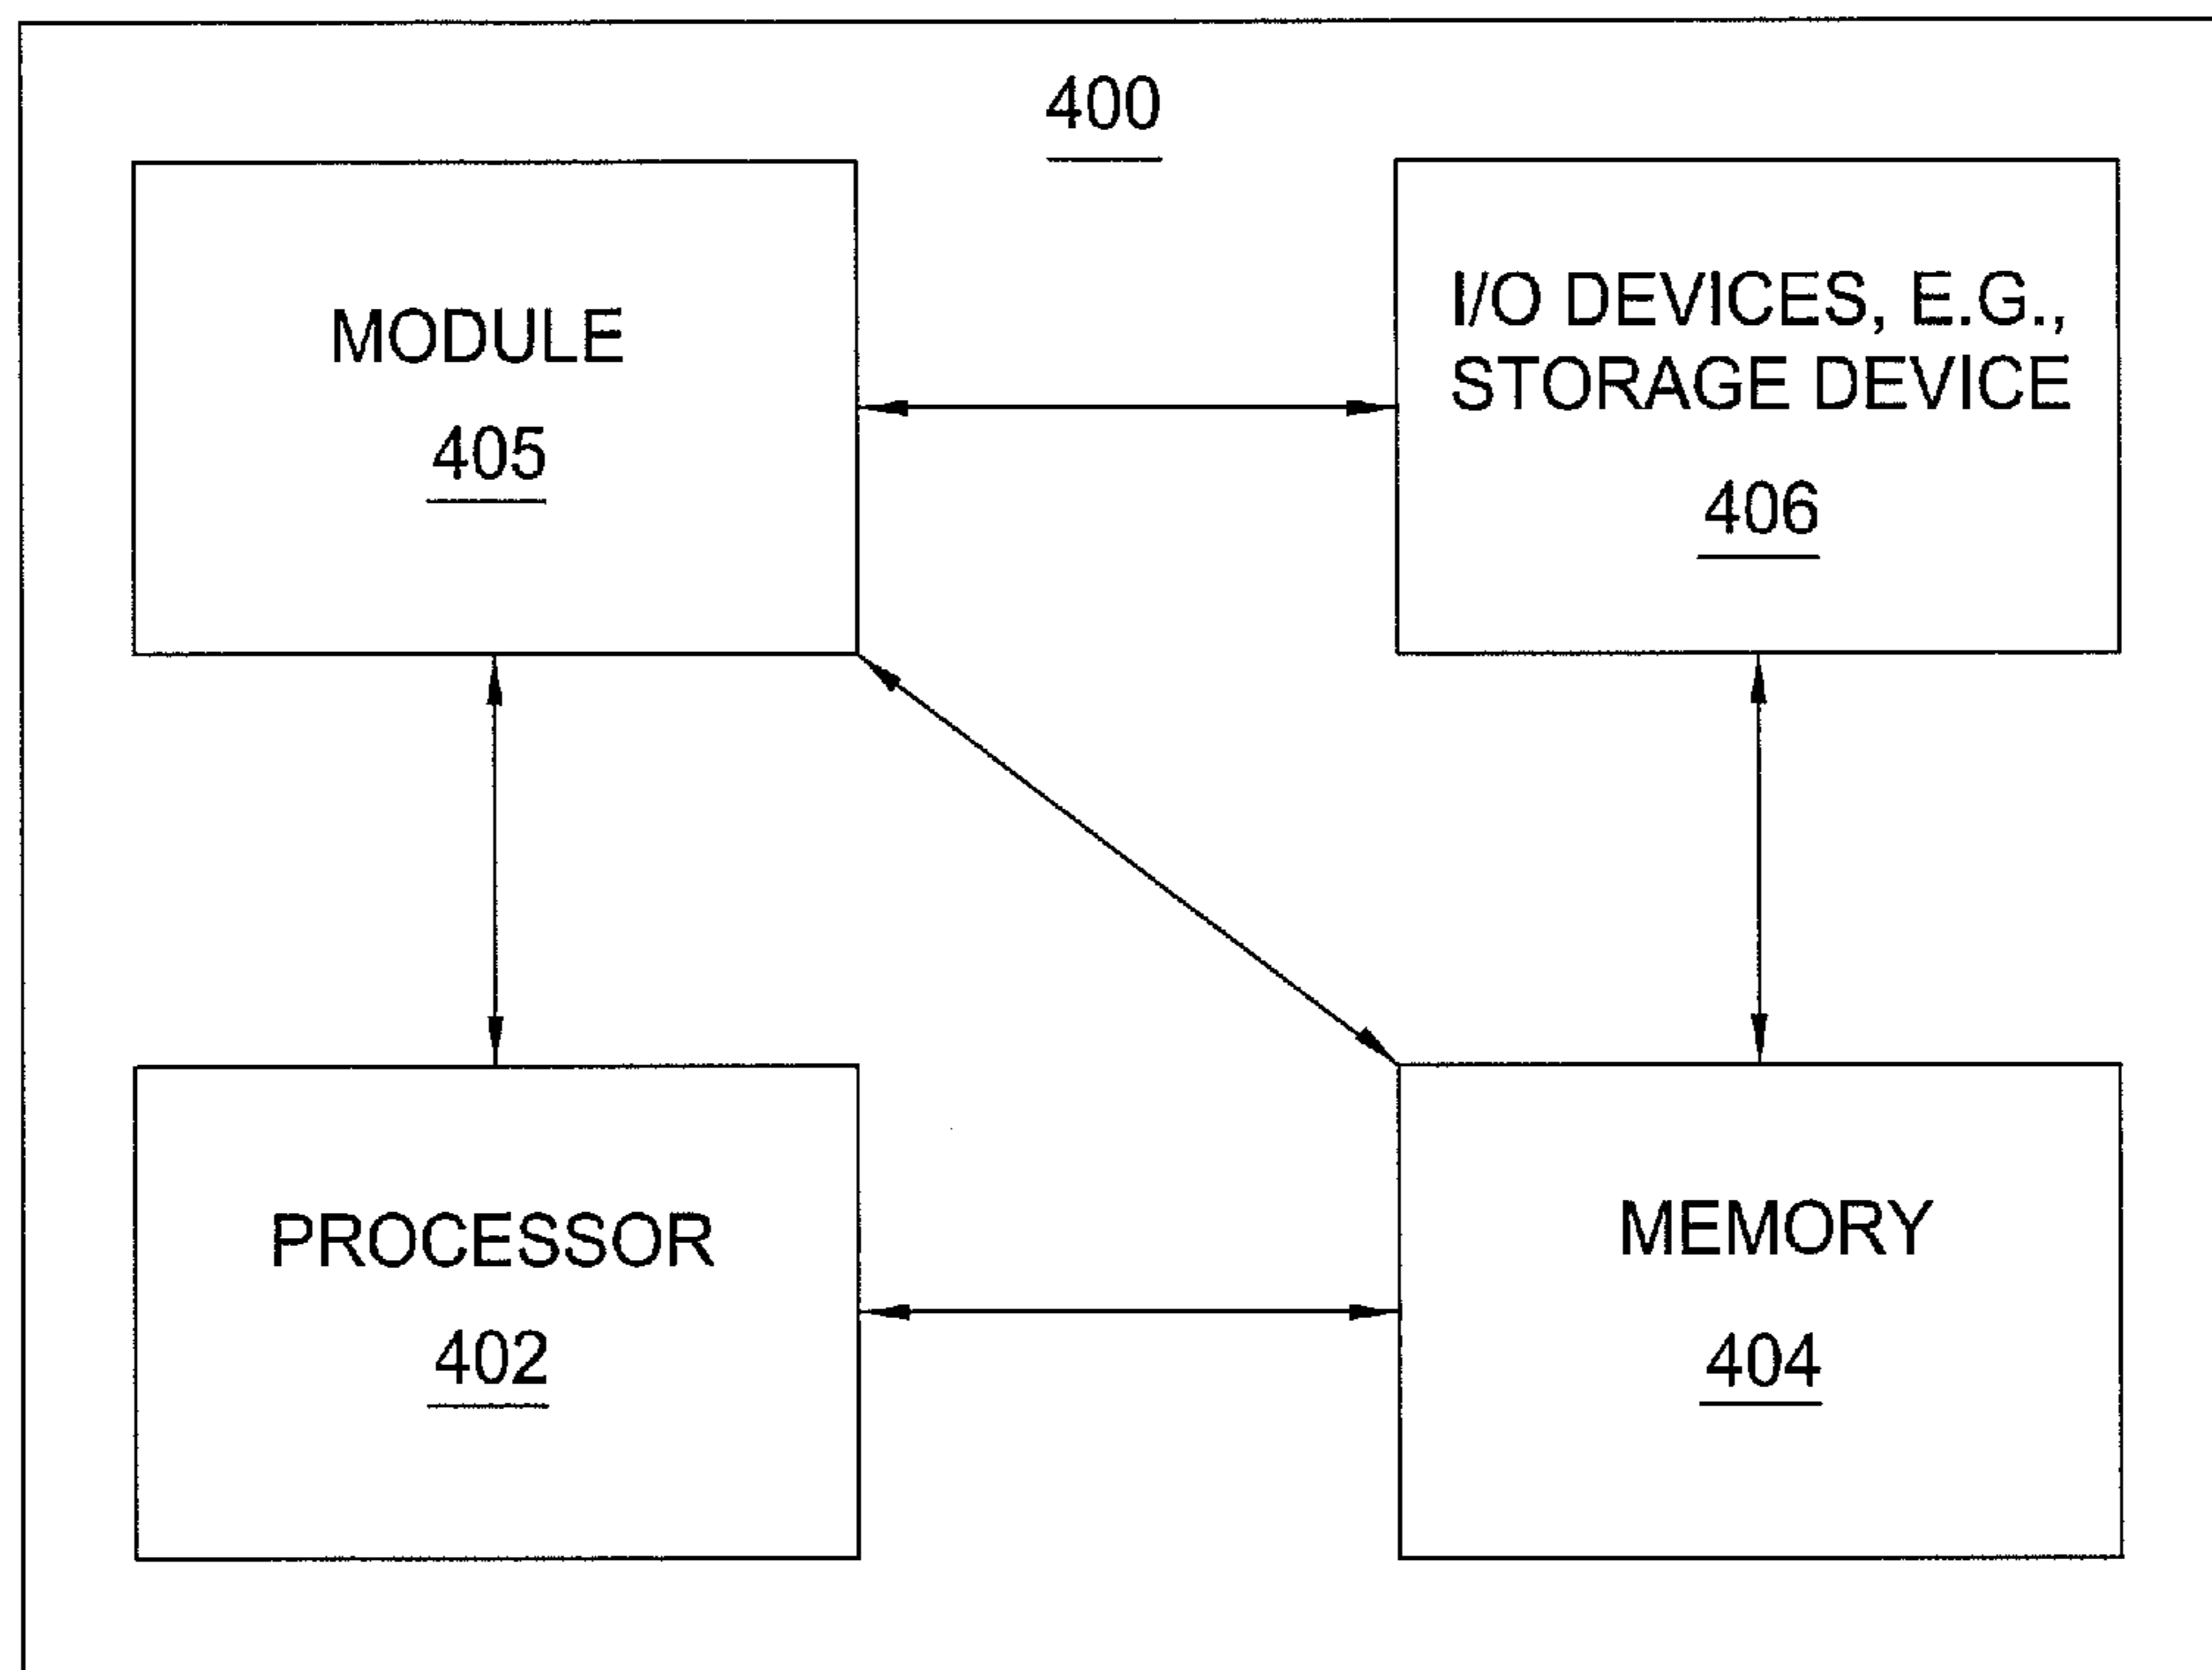 400
MODULE
405
I/O DEVICES, E.G.,
STORAGE DEVICE
406
PROCESSOR
402
MEMORY
404